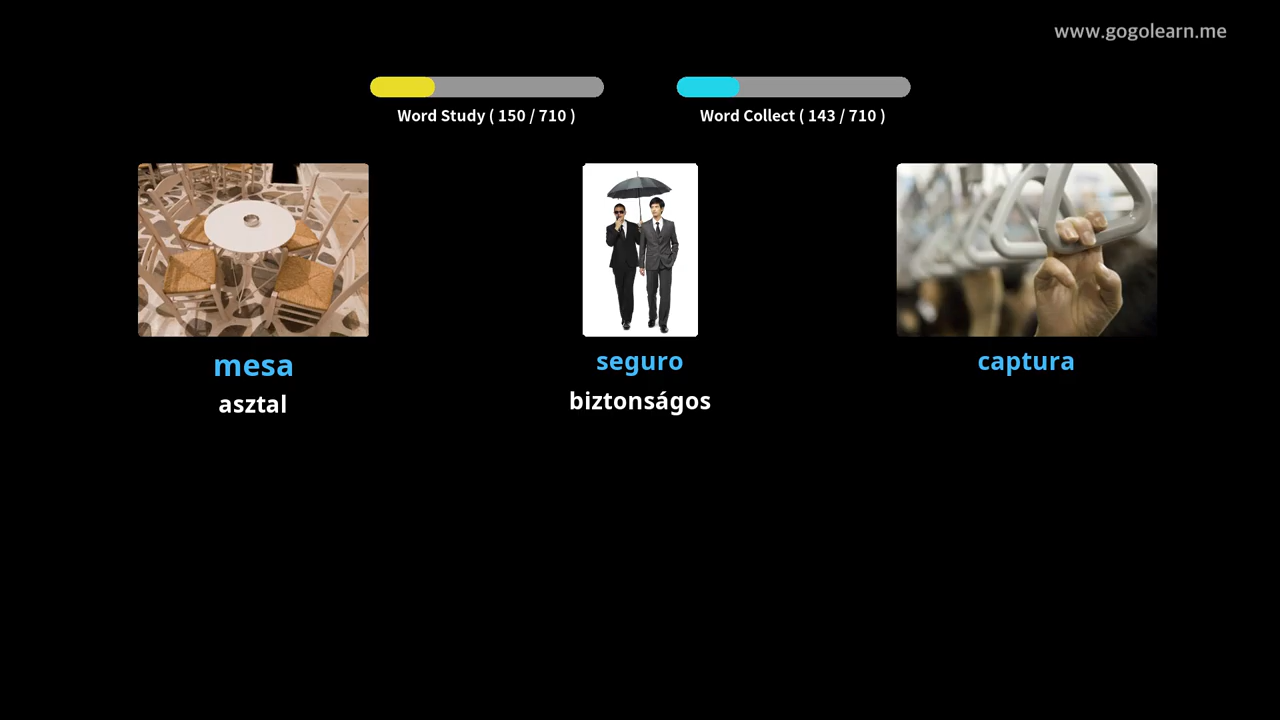 www.gogolearn.me
Word Study ( 150 / 710 )
Word Collect ( 143 / 710 )
mesa
asztal
seguro
biztonságos
captura